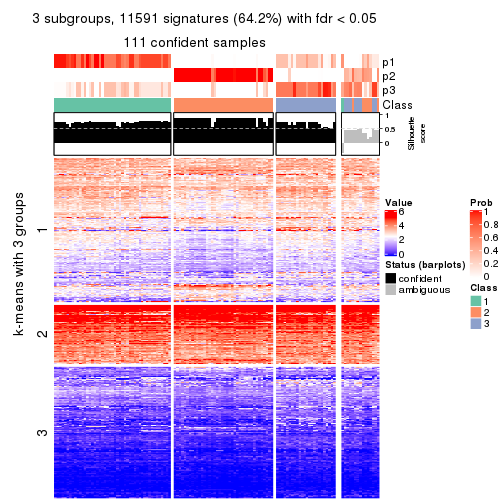 3 subgroups, 11591 signatures (64.2%) with fdr < 0.05
111 confident samples
p1
p2
p3
Class
1
0.5
0
Silhouette
score
k-means with 3 groups
1
2
3
Value
6
4
2
0
Status (barplots)
confident
ambiguous
Prob
1
0.8
0.6
0.4
0.2
0
Class
1
2
3